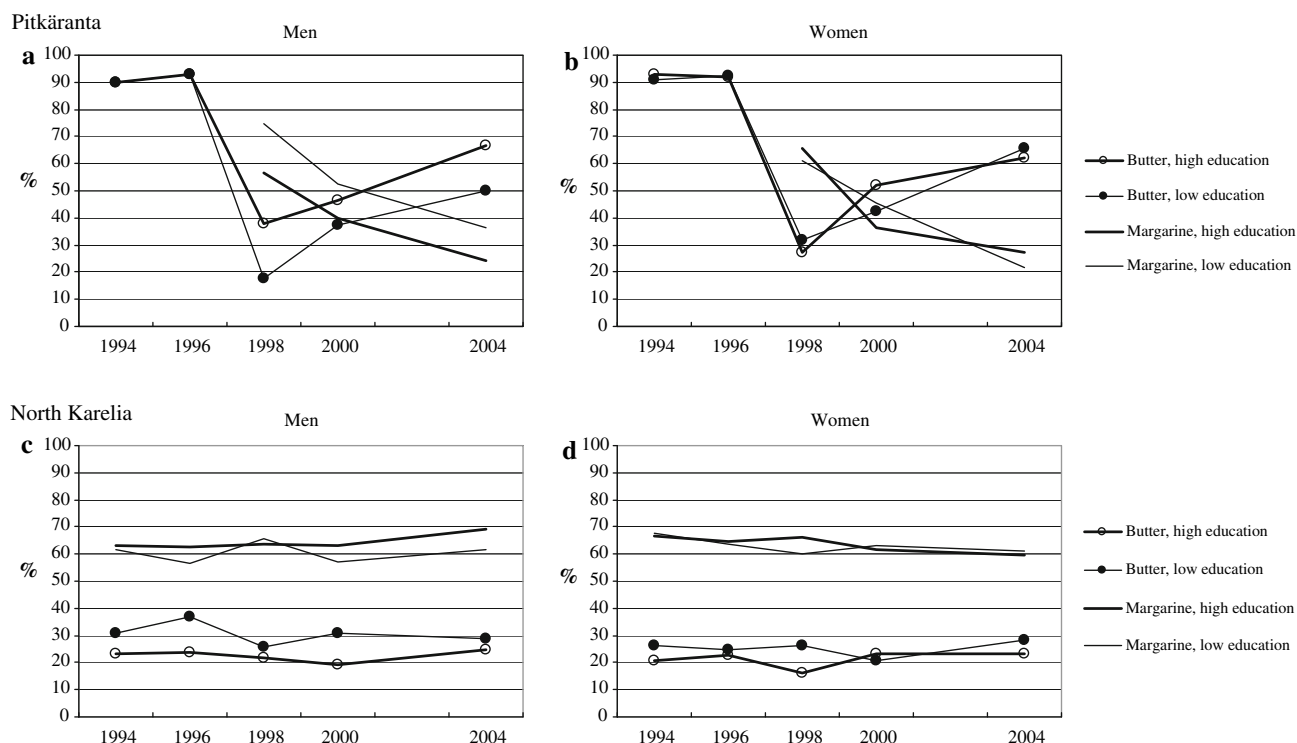 Pitkäranta
Men
Women
a
b
100
90
80
70
60
50
40
30
20
10
0
%
1994 1996 1998 2000 2004
100
90
80
70
60
50
40
30
20
10
0
%
1994 1996 1998 2000 2004
Butter, high education
Butter, low education
Margarine, high education
Margarine, low education
North Karelia
Men
Women
c
d
100
90
80
70
60
50
40
30
20
10
0
%
1994 1996 1998 2000 2004
100
90
80
70
60
50
40
30
20
10
0
%
1994 1996 1998 2000 2004
Butter, high education
Butter, low education
Margarine, high education
Margarine, low education